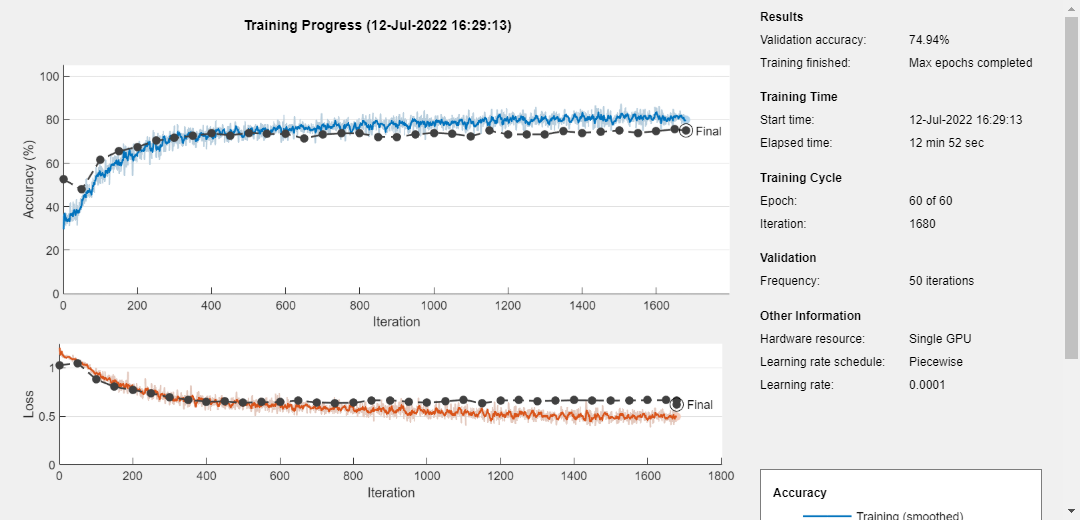 Training Progress (12-Jul-2022 16:29:13)
100
80
60
40
20
0
Accuracy (%)
0 200 400 600 800 1000 1200 1400 1600
Iteration
Final
1
0.5
0
Loss
0 200 400 600 800 1000 1200 1400 1600 1800
Iteration
Final
Results
Validation accuracy: 74.94%
Training finished: Max epochs completed
Training Time
Start time: 12-Jul-2022 16:29:13
Elapsed time: 12 min 52 sec
Training Cycle
Epoch: 60 of 60
Iteration: 1680
Validation
Frequency: 50 iterations
Other Information
Hardware resource: Single GPU
Learning rate schedule: Piecewise
Learning rate: 0.0001
Accuracy
Training (smoothed)